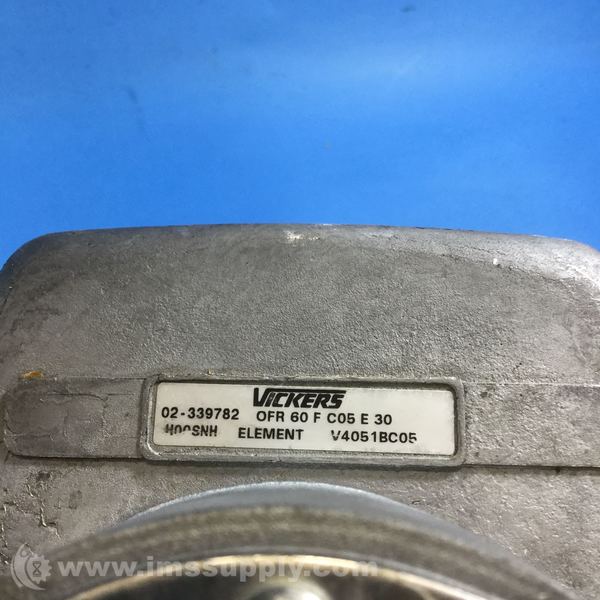 VICKERS
02-339782 OFR 60 F C05 E 30
ELEMENT V4051BC05
www.imssupply.com